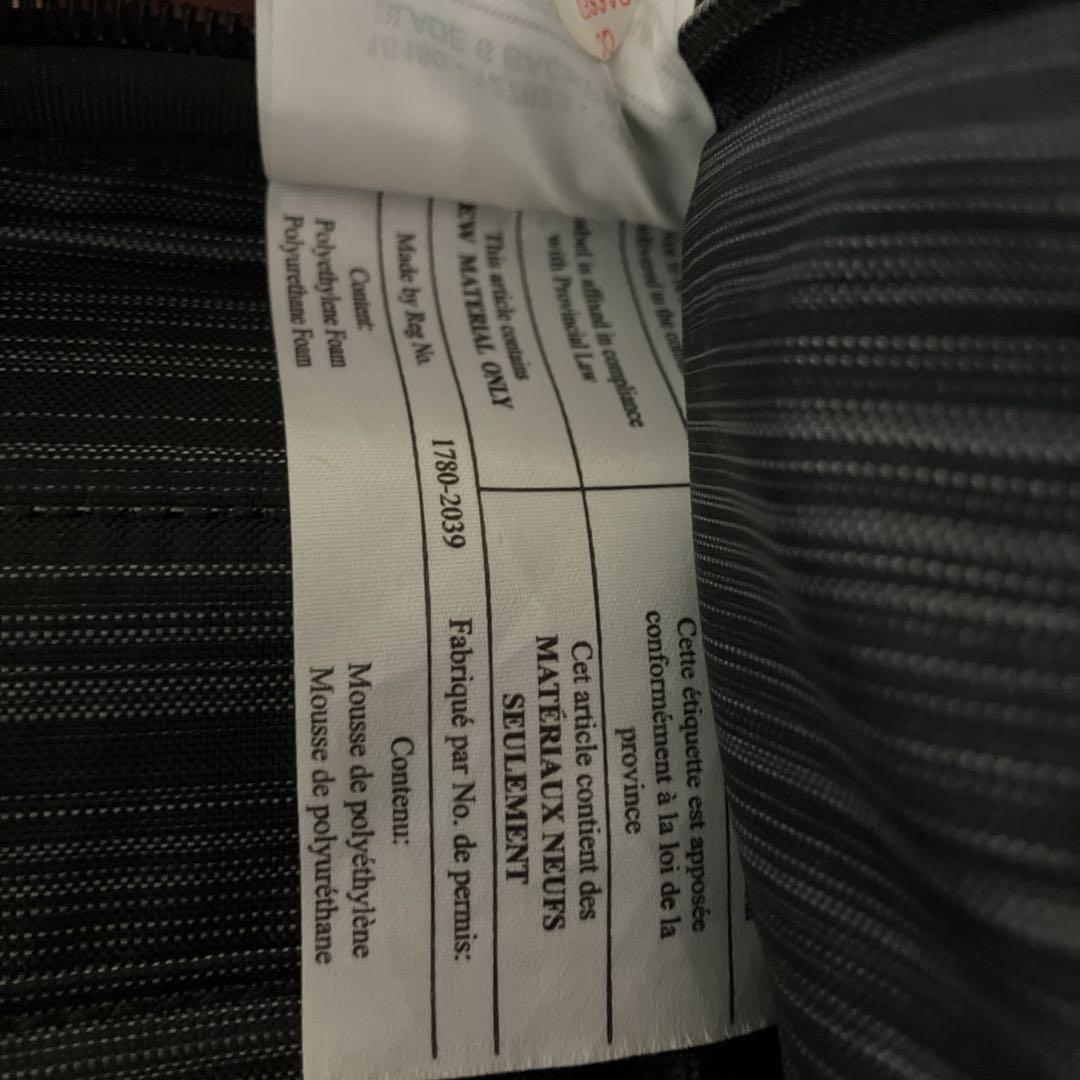 delivered to the
label is affixed in compliance
with Provincial Law
This article contains
NEW MATERIAL ONLY
Made by Reg No.
1780-2039
Content:
Polyethylene Foam
Polyurethane Foam
Cette étiquette est apposée
conformément à la loi de la
province
Cet article contient des
MATÉRIAUX NEUFS
SEULEMENT
Fabriqué par No. de permis:
Contenu:
Mousse de polyéthylène
Mousse de polyuréthane